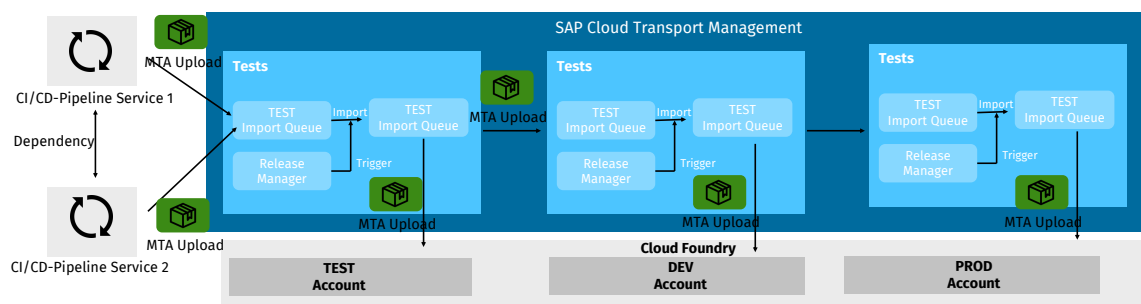 SAP Cloud Transport Management
MTA Upload
CI/CD-Pipeline Service 1
Dependency
CI/CD-Pipeline Service 2
MTA Upload
Tests
TEST
Import Queue
Import
TEST
Import Queue
Release
Manager
Trigger
MTA Upload
MTA Upload
Tests
TEST
Import Queue
Import
TEST
Import Queue
Release
Manager
Trigger
MTA Upload
Tests
TEST
Import Queue
Import
TEST
Import Queue
Release
Manager
Trigger
MTA Upload
Cloud Foundry
TEST
Account
DEV
Account
PROD
Account